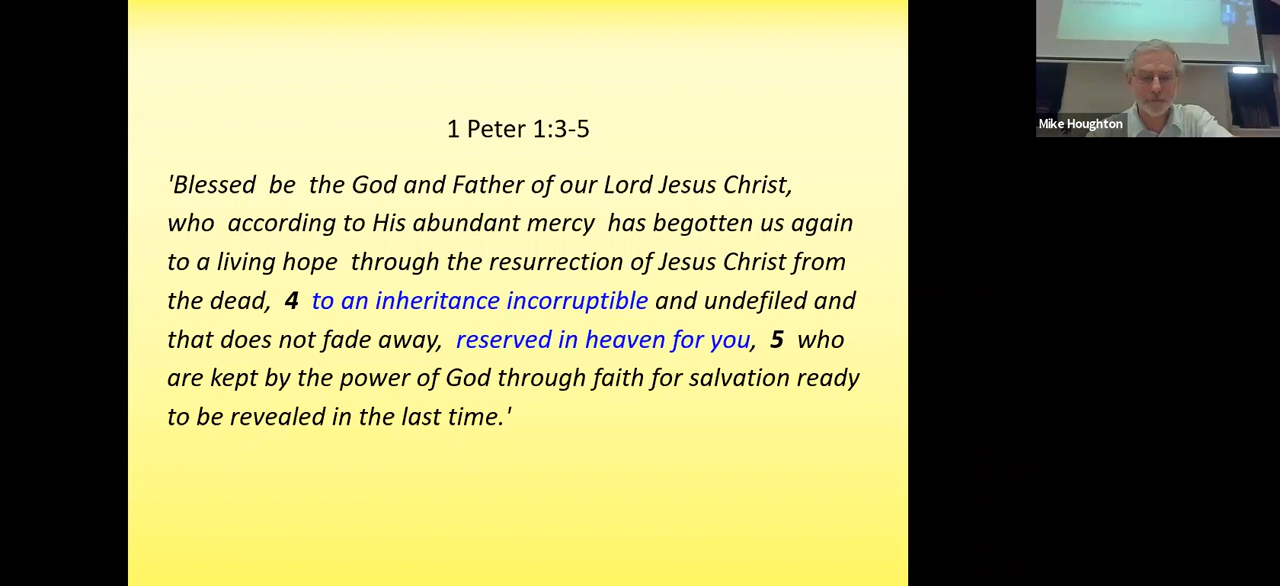 1 Peter 1:3-5
'Blessed be the God and Father of our Lord Jesus Christ,
who according to His abundant mercy has begotten us again
to a living hope through the resurrection of Jesus Christ from
the dead, 4 to an inheritance incorruptible and undefiled and
that does not fade away, reserved in heaven for you, 5 who
are kept by the power of God through faith for salvation ready
to be revealed in the last time.'
Mike Houghton